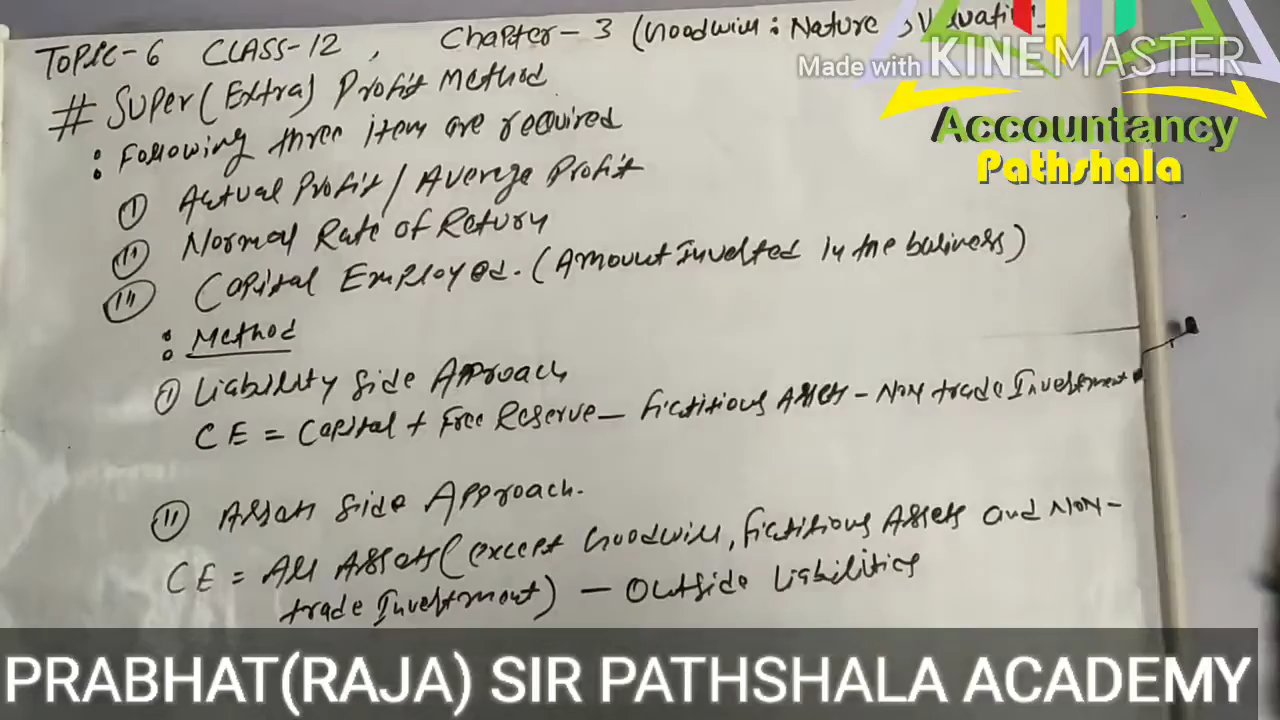 Topic-6 CLASS-12, Chapter-3 (Goodwill: Nature & Valuation
Made with KINEMASTER
# Super (Extra) Profit Method
Accountancy
Pathshala
: Following three item are required
(I) Actual Profit / Average Profit
(II) Normal Rate of Return
(III) Capital Employed. (Amount Invested in the business)
: Method
(I) Liability Side Approach
CE = Capital + Free Reserve - Fictitious Assets - Non trade Investment
(II) Assets Side Approach.
CE = All Assets (except Goodwill, Fictitious Assets and Non-
trade Investment) - Outside Liabilities
PRABHAT(RAJA) SIR PATHSHALA ACADEMY